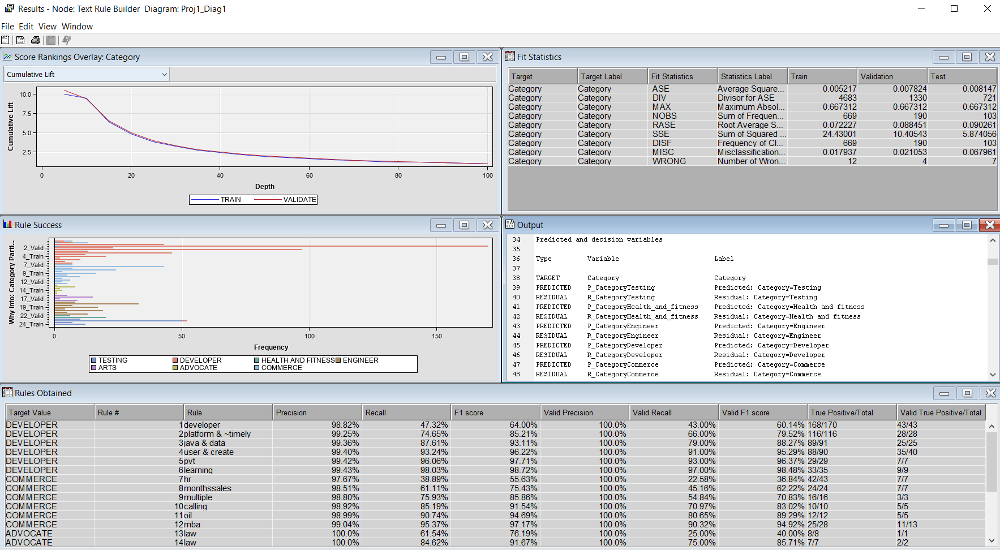 Results - Node: Text Rule Builder  Diagram: Proj1_Diag1
File Edit View Window
Score Rankings Overlay: Category
Cumulative Lift
Cumulative Lift
10.0
7.5
5.0
2.5
0 20 40 60 80 100
Depth
TRAIN VALIDATE
Fit Statistics
Target Target Label Fit Statistics Statistics Label Train Validation Test
Category Category ASE Average Square... 0.005217 0.007824 0.008147
Category Category DIV Divisor for ASE 4683 1330 721
Category Category MAX Maximum Absol... 0.667312 0.667312 0.667312
Category Category NOBS Sum of Frequen... 669 190 103
Category Category RASE Root Average S... 0.072227 0.088451 0.090261
Category Category SSE Sum of Squared ... 24.43001 10.40543 5.874056
Category Category DISF Frequency of Cl... 669 190 103
Category Category MISC Misclassification... 0.017937 0.021053 0.067961
Category Category WRONG Number of Wron... 12 4 7
Rule Success
Why Into: Category Parti...
2_Valid
4_Train
7_Valid
9_Train
12_Valid
14_Train
17_Valid
19_Train
22_Valid
24_Train
0 50 100 150
Frequency
TESTING DEVELOPER HEALTH AND FITNESS ENGINEER
ARTS ADVOCATE COMMERCE
Output
34 Predicted and decision variables
35
36 Type Variable Label
37
38 TARGET Category Category
39 PREDICTED P_CategoryTesting Predicted: Category=Testing
40 RESIDUAL R_CategoryTesting Residual: Category=Testing
41 PREDICTED P_CategoryHealth_and_fitness Predicted: Category=Health and fitness
42 RESIDUAL R_CategoryHealth_and_fitness Residual: Category=Health and fitness
43 PREDICTED P_CategoryEngineer Predicted: Category=Engineer
44 RESIDUAL R_CategoryEngineer Residual: Category=Engineer
45 PREDICTED P_CategoryDeveloper Predicted: Category=Developer
46 RESIDUAL R_CategoryDeveloper Residual: Category=Developer
47 PREDICTED P_CategoryCommerce Predicted: Category=Commerce
48 RESIDUAL R_CategoryCommerce Residual: Category=Commerce
Rules Obtained
Target Value Rule # Rule Precision Recall F1 score Valid Precision Valid Recall Valid F1 score True Positive/Total Valid True Positive/Total
DEVELOPER 1 developer 98.82% 47.32% 64.00% 100.0% 43.00% 60.14% 168/170 43/43
DEVELOPER 2 platform & ~timely 99.25% 74.65% 85.21% 100.0% 66.00% 79.52% 116/116 28/28
DEVELOPER 3 java & data 99.36% 87.61% 93.11% 100.0% 79.00% 88.27% 89/91 25/25
DEVELOPER 4 user & create 99.40% 93.24% 96.22% 100.0% 91.00% 95.29% 88/90 35/40
DEVELOPER 5 pvt 99.42% 96.06% 97.71% 100.0% 93.00% 96.37% 29/29 7/7
DEVELOPER 6 learning 99.43% 98.03% 98.72% 100.0% 97.00% 98.48% 33/35 9/9
COMMERCE 7 hr 97.67% 38.89% 55.63% 100.0% 22.58% 36.84% 42/43 7/7
COMMERCE 8 monthssales 98.51% 61.11% 75.43% 100.0% 45.16% 62.22% 24/24 7/7
COMMERCE 9 multiple 98.80% 75.93% 85.86% 100.0% 54.84% 70.83% 16/16 3/3
COMMERCE 10 calling 98.92% 85.19% 91.54% 100.0% 70.97% 83.02% 10/10 5/5
COMMERCE 11 oil 98.99% 90.74% 94.69% 100.0% 80.65% 89.29% 12/12 5/5
COMMERCE 12 mba 99.04% 95.37% 97.17% 100.0% 90.32% 94.92% 25/28 11/13
ADVOCATE 13 law 100.0% 61.54% 76.19% 100.0% 25.00% 40.00% 8/8 1/1
ADVOCATE 14 law 100.0% 84.62% 91.67% 100.0% 75.00% 85.71% 7/7 2/2